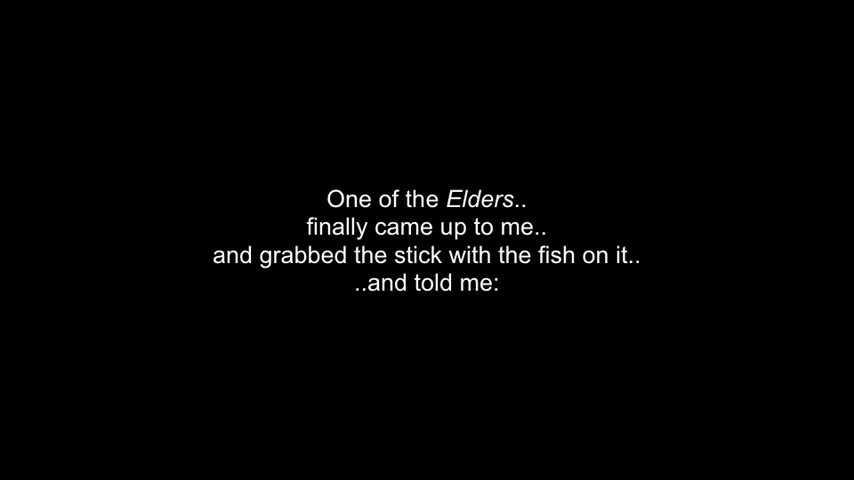 One of the Elders..
finally came up to me..
and grabbed the stick with the fish on it..
..and told me: